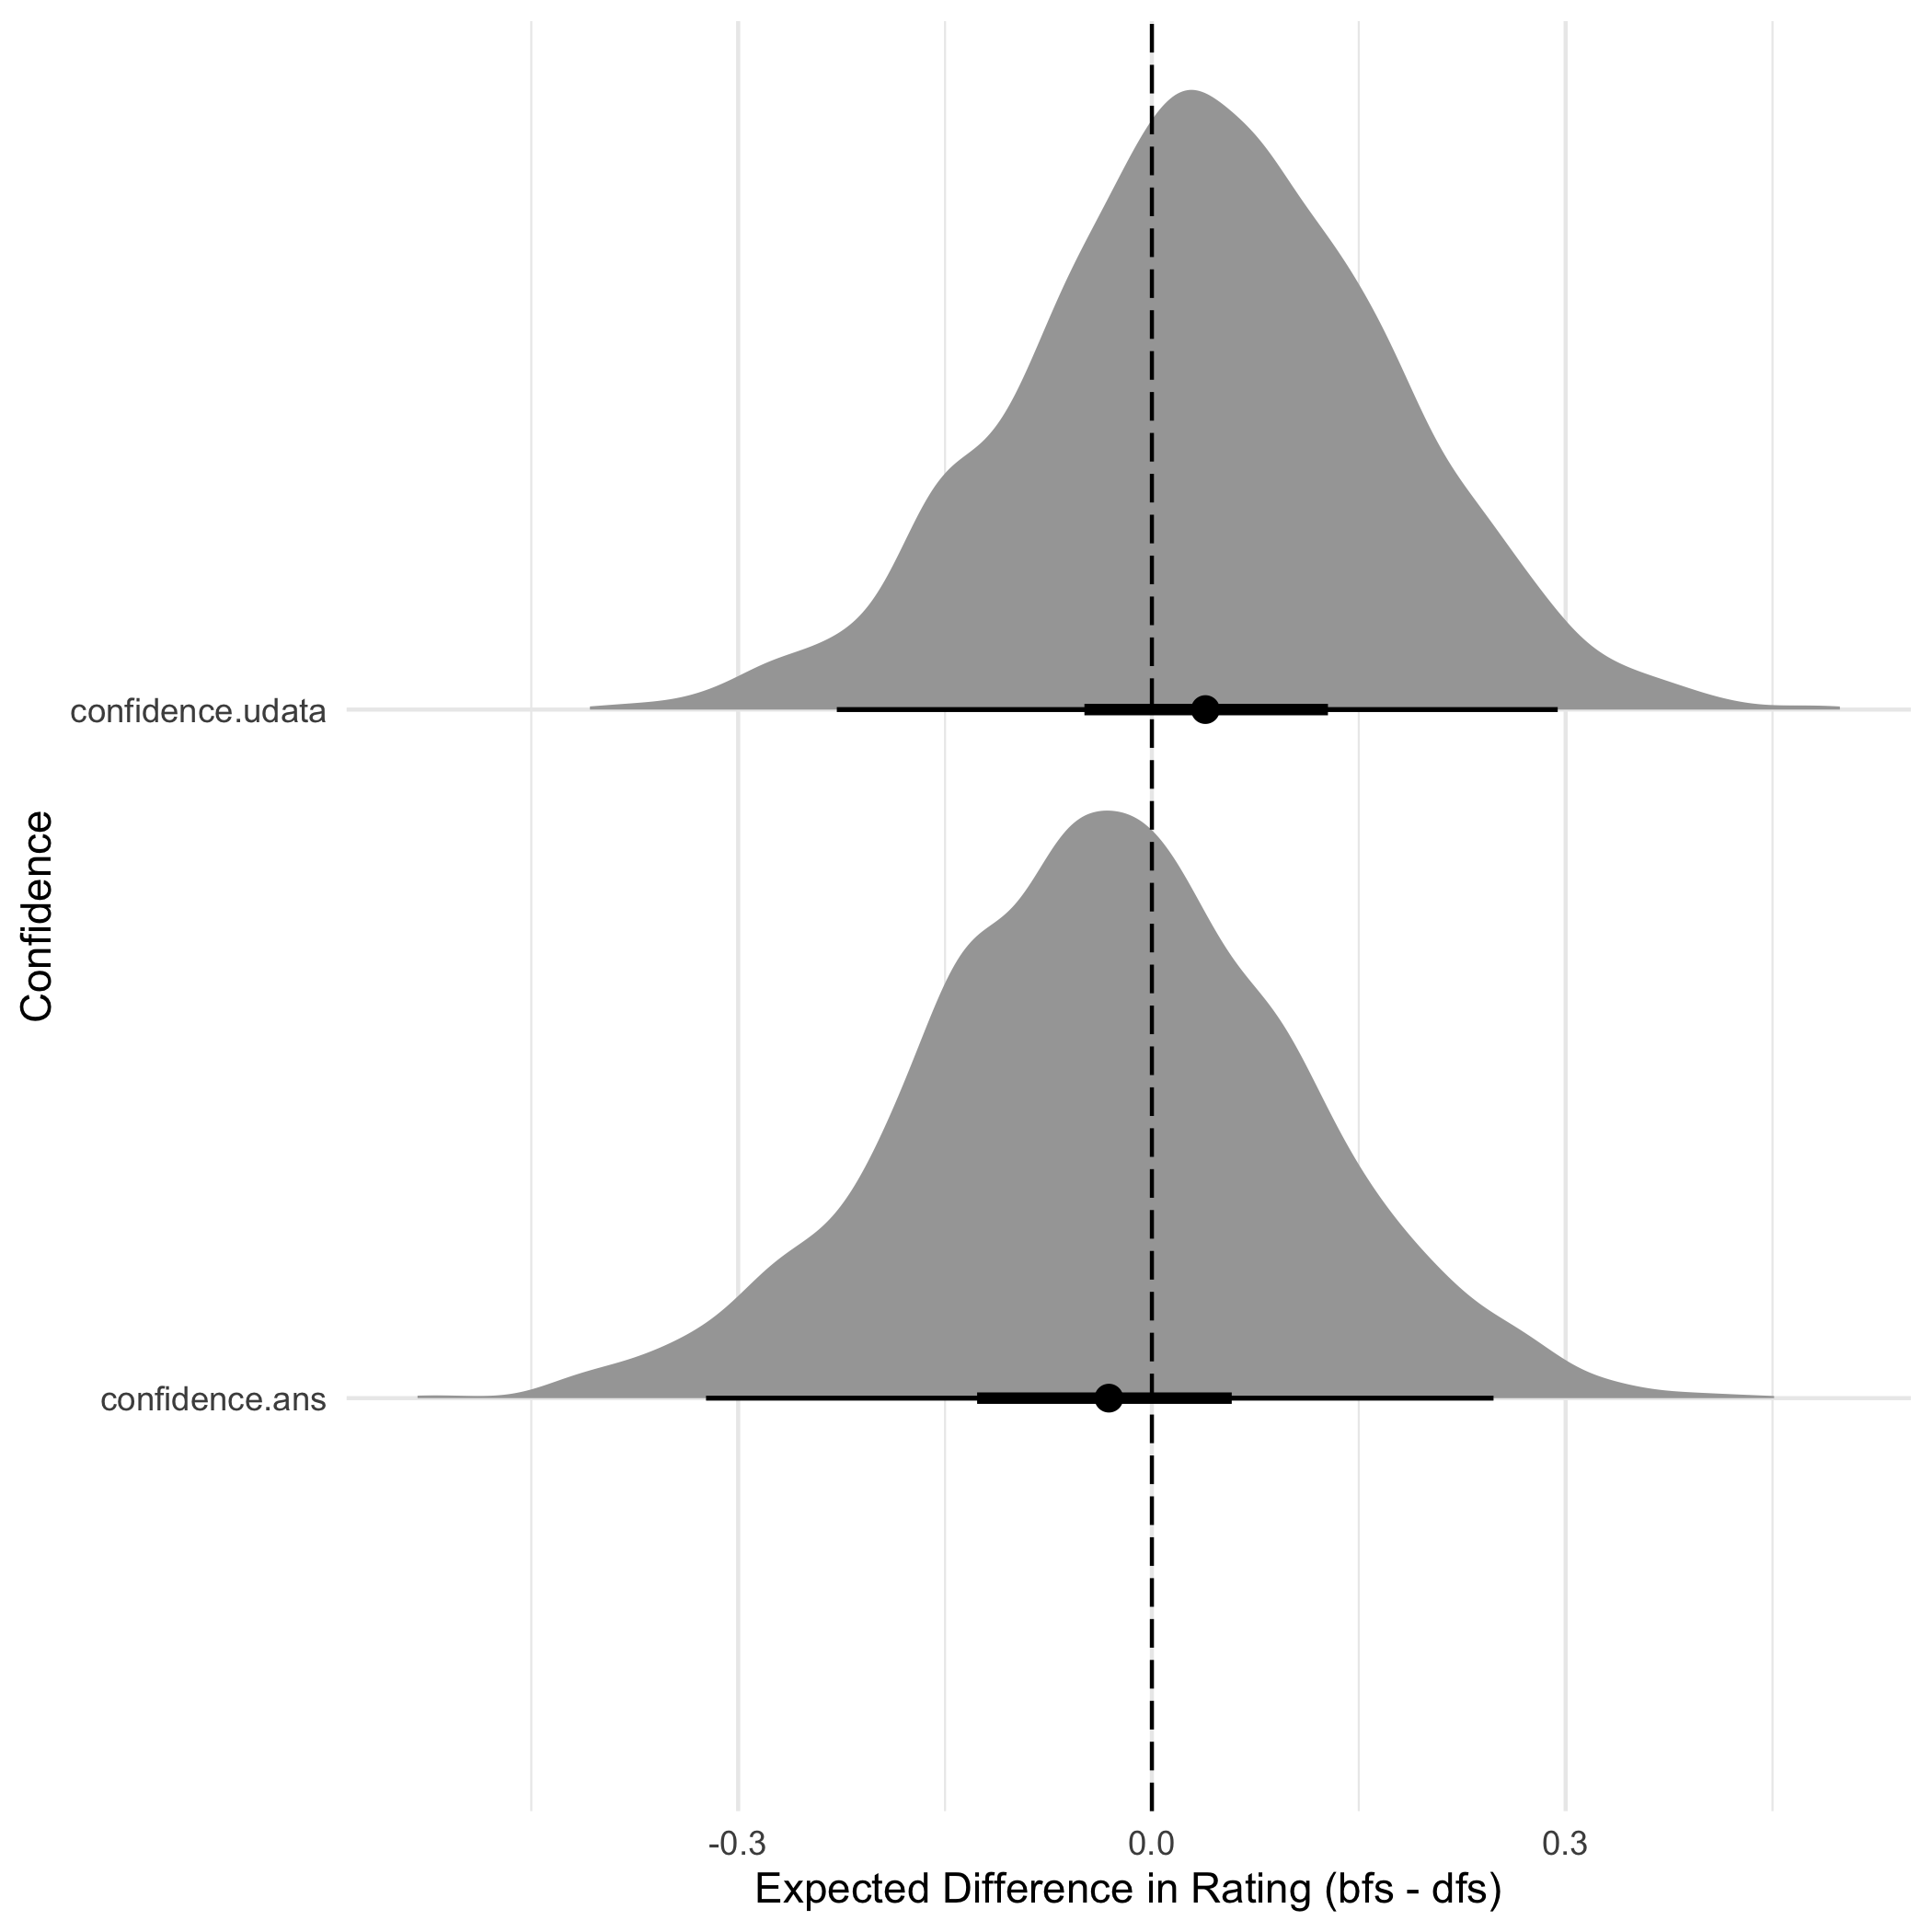 confidence.udata
Confidence
confidence.ans
-0.3 0.0 0.3
Expected Difference in Rating (bfs - dfs)